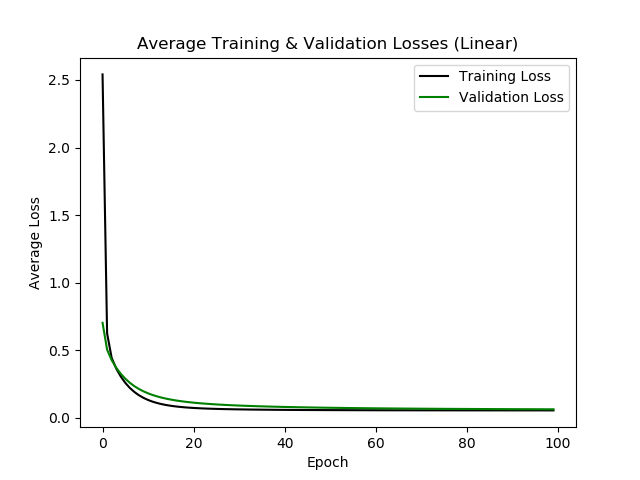 Average Training & Validation Losses (Linear)
Training Loss
Validation Loss
2.5
2.0
1.5
1.0
0.5
0.0
Average Loss
0 20 40 60 80 100
Epoch